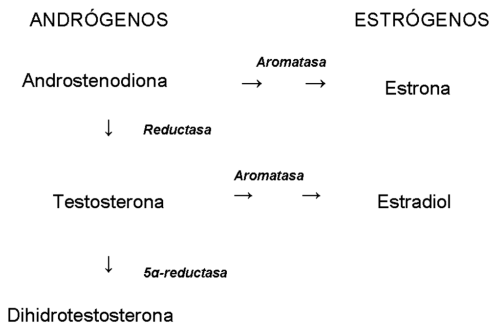 ANDRÓGENOS ESTRÓGENOS
Aromatasa
Androstenodiona → → Estrona
↓ Reductasa
Aromatasa
Testosterona → → Estradiol
↓ 5α-reductasa
Dihidrotestosterona